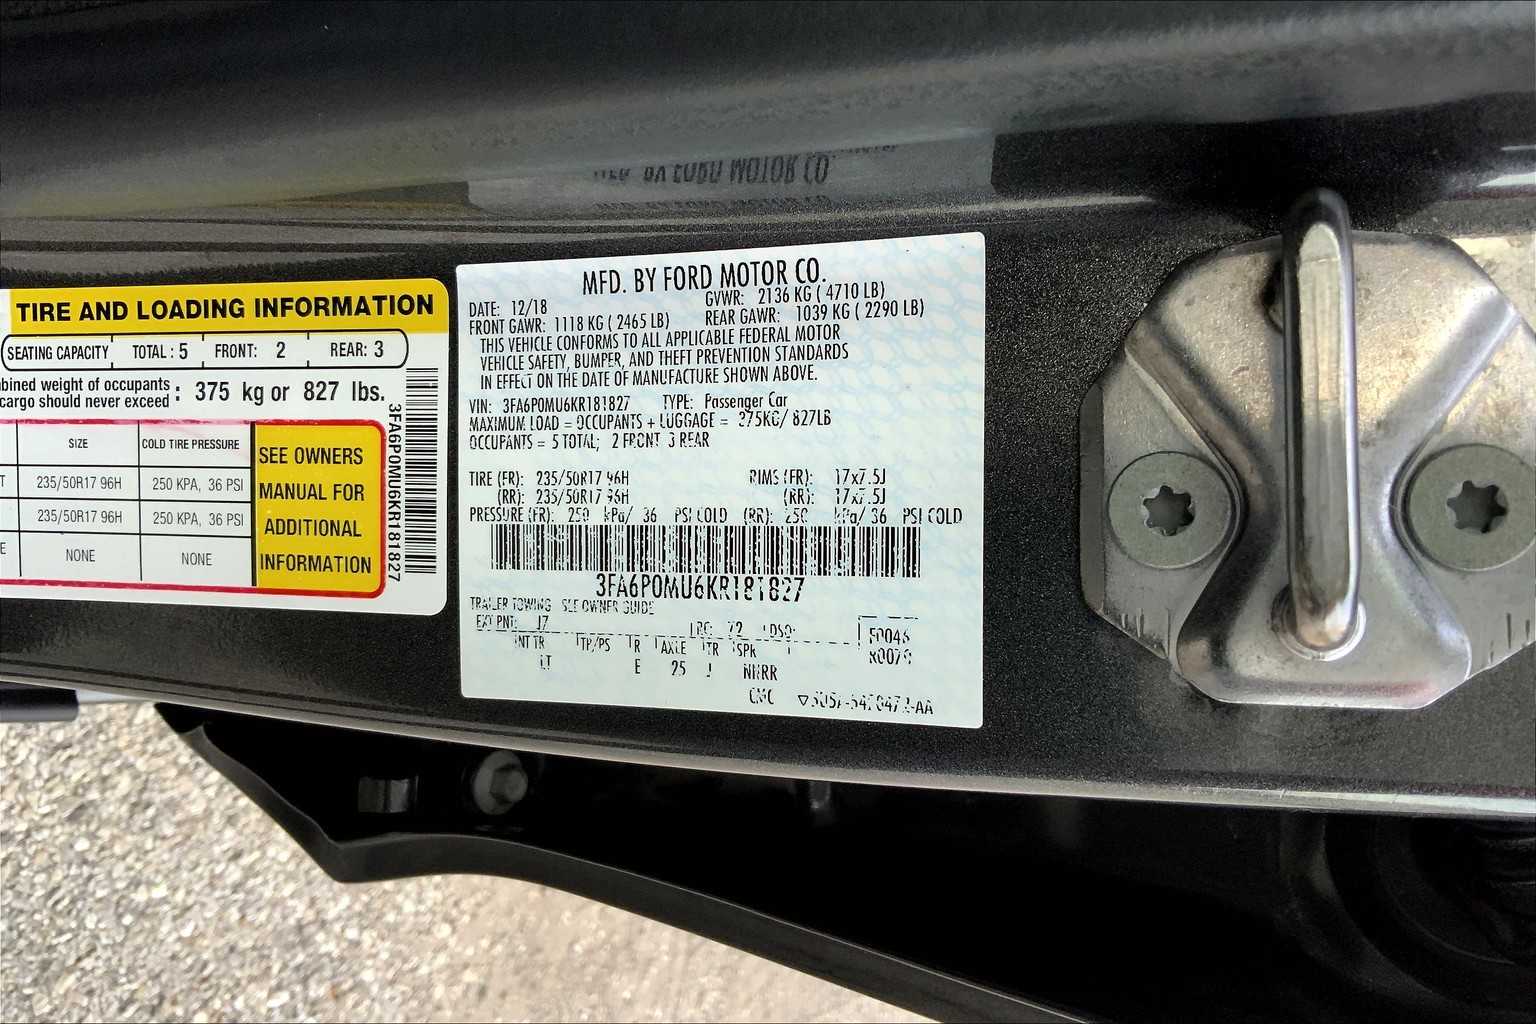 TIRE AND LOADING INFORMATION
SEATING CAPACITY TOTAL : 5 FRONT: 2 REAR: 3
bined weight of occupants
cargo should never exceed : 375 kg or 827 lbs.
SIZE COLD TIRE PRESSURE
235/50R17 96H 250 KPA, 36 PSI
235/50R17 96H 250 KPA, 36 PSI
NONE NONE
SEE OWNERS
MANUAL FOR
ADDITIONAL
INFORMATION
3FA6P0MU6KR181827
MFD. BY FORD MOTOR CO.
DATE: 12/18 GVWR: 2136 KG ( 4710 LB)
FRONT GAWR: 1118 KG ( 2465 LB) REAR GAWR: 1039 KG ( 2290 LB)
THIS VEHICLE CONFORMS TO ALL APPLICABLE FEDERAL MOTOR
VEHICLE SAFETY, BUMPER, AND THEFT PREVENTION STANDARDS
IN EFFECT ON THE DATE OF MANUFACTURE SHOWN ABOVE.
VIN: 3FA6P0MU6KR181827 TYPE: Passenger Car
MAXIMUM LOAD = OCCUPANTS + LUGGAGE = 375KG/ 827LB
OCCUPANTS = 5 TOTAL; 2 FRONT 3 REAR
TIRE (FR): 235/50R17 96H RIMS (FR): 17x7.5J
(RR): 235/50R17 96H (RR): 17x7.5J
PRESSURE (FR): 250 kPa/ 36 PSI COLD (RR): 250 kPa/ 36 PSI COLD
3FA6P0MU6KR181827
TRAILER TOWING SEE OWNER GUIDE
EXT PNT: J7 RC: 72 DSO:
F0046
R0079
INT TR TP/PS R AXLE TR SPR
LT E 25 J NHRR
CMC